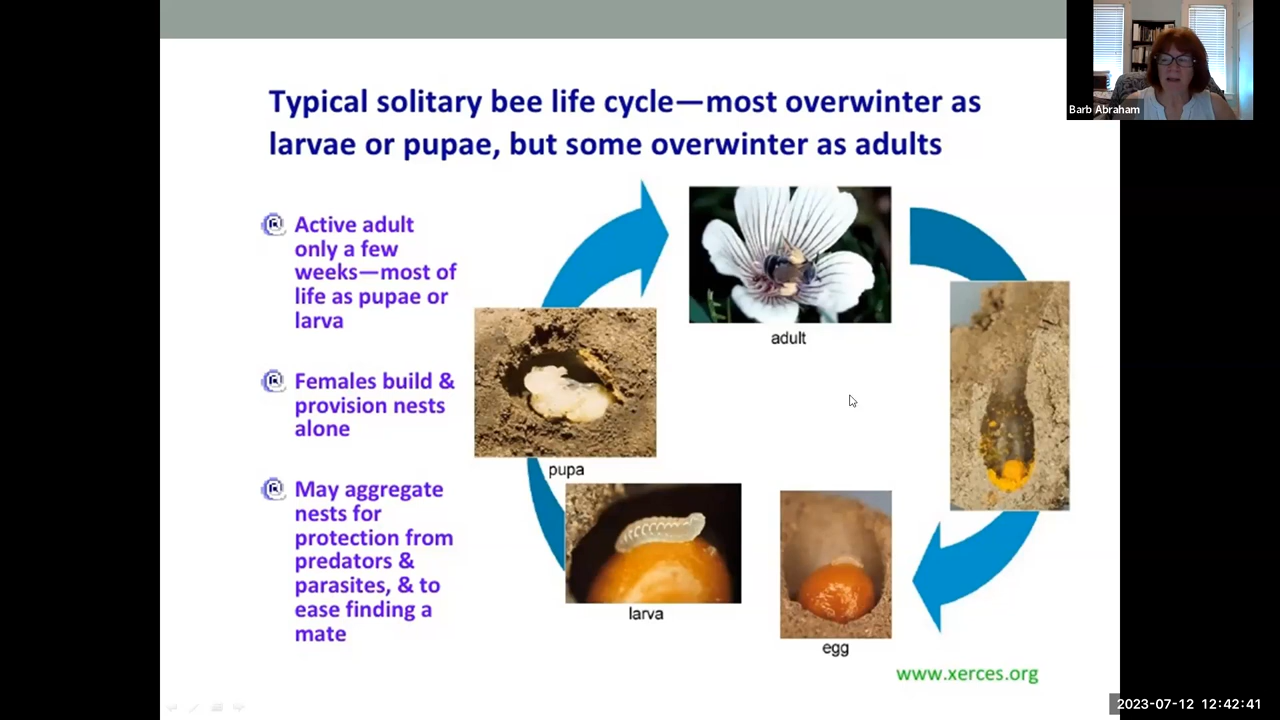 Typical solitary bee life cycle—most overwinter as
larvae or pupae, but some overwinter as adults
Active adult
only a few
weeks—most of
life as pupae or
larva
Females build &
provision nests
alone
May aggregate
nests for
protection from
predators &
parasites, & to
ease finding a
mate
adult
pupa
larva
egg
www.xerces.org
Barb Abraham
2023-07-12 12:42:41